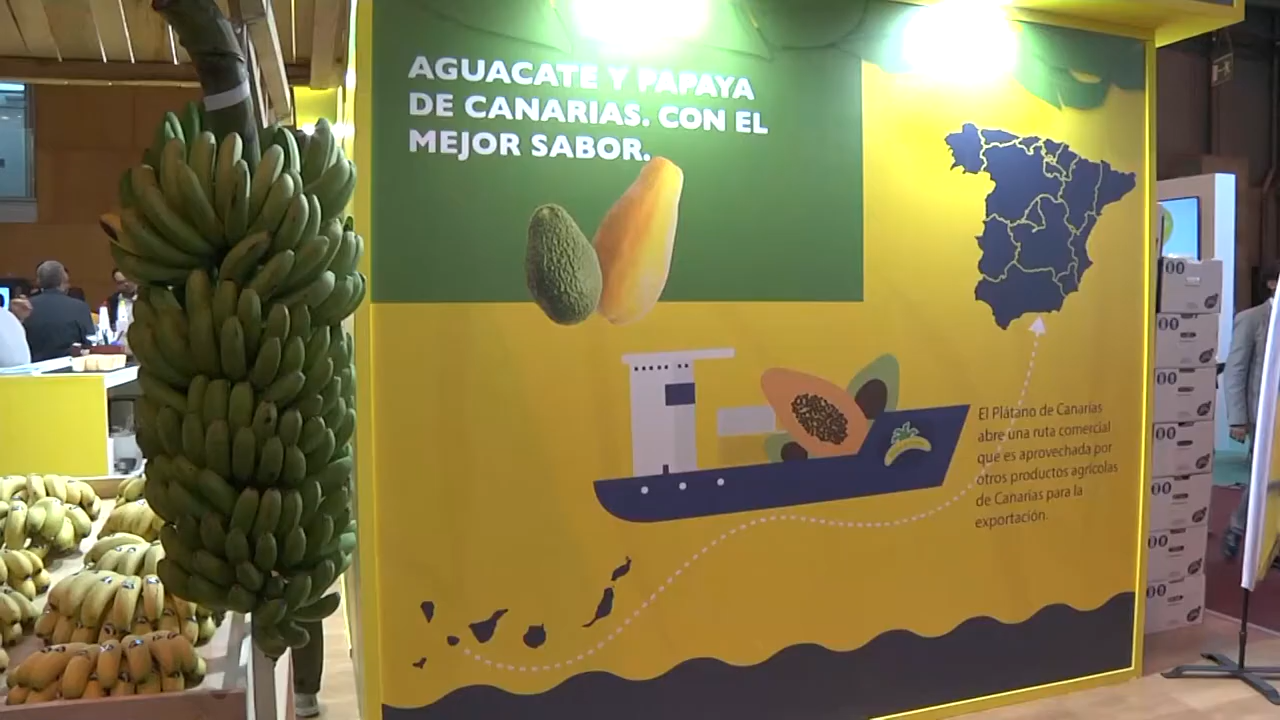 AGUACATE Y PAPAYA
DE CANARIAS. CON EL
MEJOR SABOR.
El Plátano de Canarias
abre una ruta comercial
que es aprovechada por
otros productos agrícolas
de Canarias para la
exportación.